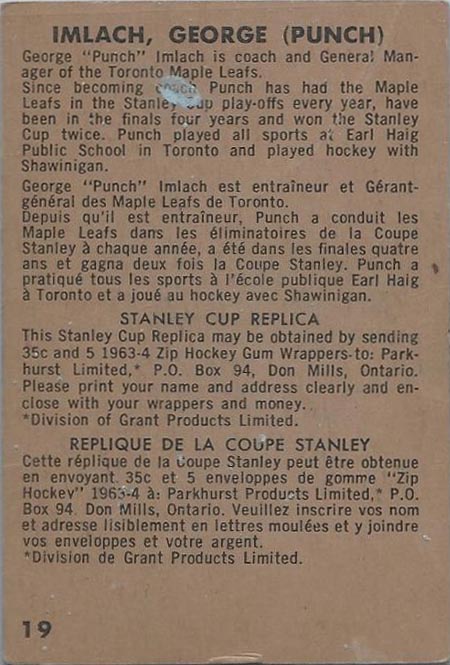 IMLACH, GEORGE (PUNCH)
George "Punch" Imlach is coach and General Man-
ager of the Toronto Maple Leafs.
Since becoming coach Punch has had the Maple
Leafs in the Stanley Cup play-offs every year, have
been in the finals four years and won the Stanley
Cup twice. Punch played all sports at Earl Haig
Public School in Toronto and played hockey with
Shawinigan.
George "Punch" Imlach est entraîneur et Gérant-
général des Maple Leafs de Toronto.
Depuis qu'il est entraîneur, Punch a conduit les
Maple Leafs dans les éliminatoires de la Coupe
Stanley à chaque année, a été dans les finales quatre
ans et gagna deux fois la Coupe Stanley. Punch a
pratiqué tous les sports à l'école publique Earl Haig
à Toronto et a joué au hockey avec Shawinigan.
STANLEY CUP REPLICA
This Stanley Cup Replica may be obtained by sending
35c and 5 1963-4 Zip Hockey Gum Wrappers-to: Park-
hurst Limited,* P.O. Box 94, Don Mills, Ontario.
Please print your name and address clearly and en-
close with your wrappers and money.
*Division of Grant Products Limited.
REPLIQUE DE LA COUPE STANLEY
Cette réplique de la Coupe Stanley peut être obtenue
en envoyant 35c et 5 enveloppes de gomme "Zip
Hockey" 1963-4 à: Parkhurst Products Limited,* P.O.
Box 94 Don Mills, Ontario. Veuillez inscrire vos nom
et adresse lisiblement en lettres moulées et y joindre
vos enveloppes et votre argent.
*Division de Grant Products Limited.
19